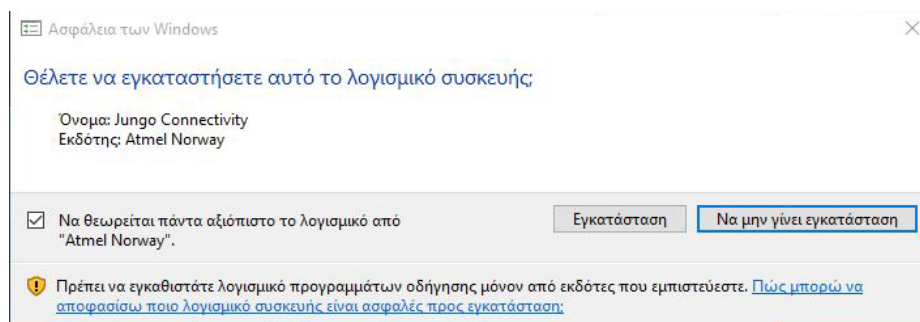 Ασφάλεια των Windows
Θέλετε να εγκαταστήσετε αυτό το λογισμικό συσκευής;
Όνομα: Jungo Connectivity
Εκδότης: Atmel Norway
Να θεωρείται πάντα αξιόπιστο το λογισμικό από
"Atmel Norway".
Εγκατάσταση
Να μην γίνει εγκατάσταση
Πρέπει να εγκαθιστάτε λογισμικό προγραμμάτων οδήγησης μόνον από εκδότες που εμπιστεύεστε. Πώς μπορώ να
αποφασίσω ποιο λογισμικό συσκευής είναι ασφαλές προς εγκατάσταση;